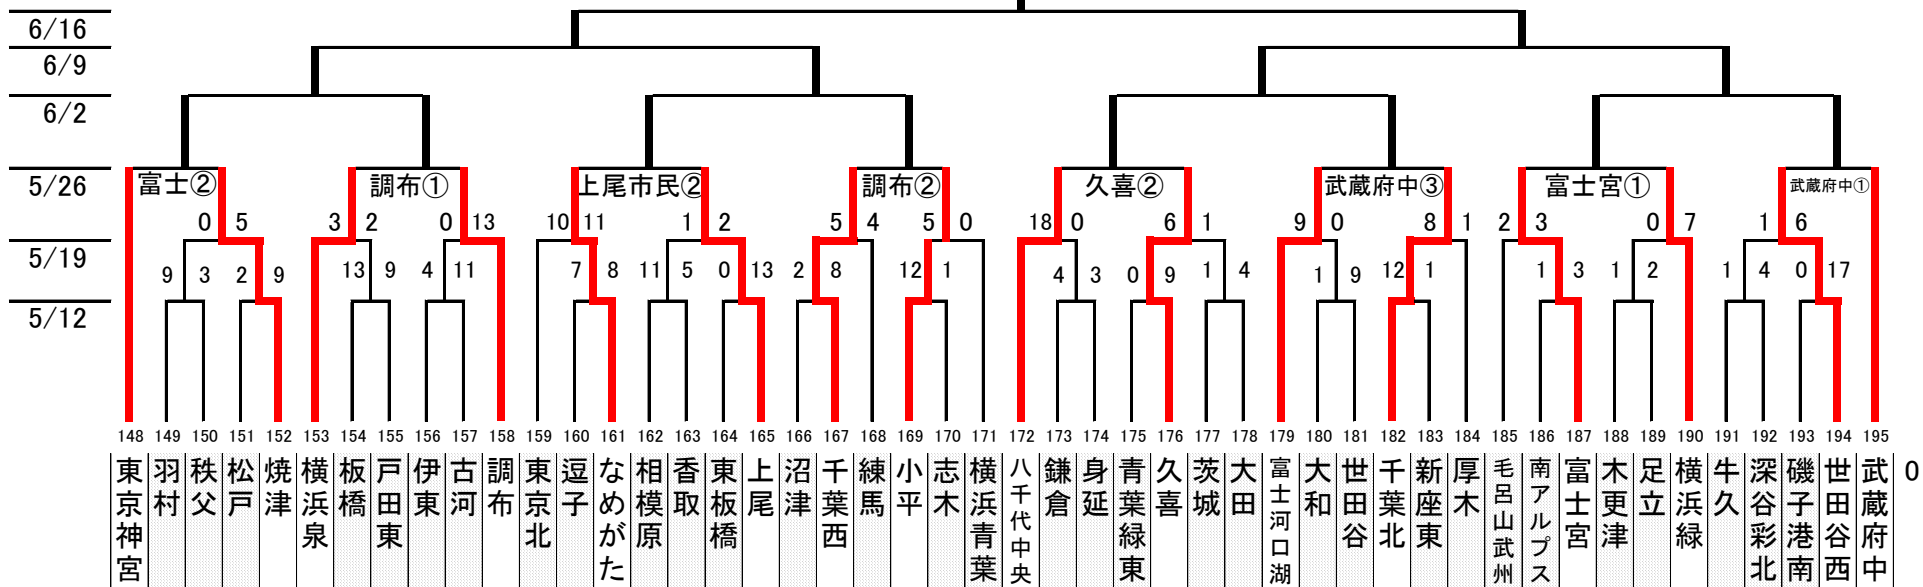 6/16
6/9
6/2
5/26
5/19
5/12
富士② 調布① 上尾市民② 調布② 久喜② 武蔵府中③ 富士宮① 武蔵府中①
0 5 3 2 0 13 10 11 1 2 5 4 5 0 18 0 6 1 9 0 8 1 2 3 0 7 1 6
9 3 2 9 13 9 4 11 7 8 11 5 0 13 2 8 12 1 4 3 0 9 1 4 1 9 12 1 1 3 1 2 1 4 0 17
148 149 150 151 152 153 154 155 156 157 158 159 160 161 162 163 164 165 166 167 168 169 170 171 172 173 174 175 176 177 178 179 180 181 182 183 184 185 186 187 188 189 190 191 192 193 194 195
東京神宮
羽村
秩父
松戸
焼津
横浜泉
板橋
戸田東
伊東
古河
調布
東京北
逗子
なめがた
相模原
香取
東板橋
上尾
沼津
千葉西
練馬
小平
志木
横浜青葉
八千代中央
鎌倉
身延
青葉緑東
久喜
茨城
大田
富士河口湖
大和
世田谷
千葉北
新座東
厚木
毛呂山武州
南アルプス
富士宮
木更津
足立
横浜緑
牛久
深谷彩北
磯子港南
世田谷西
武蔵府中
0